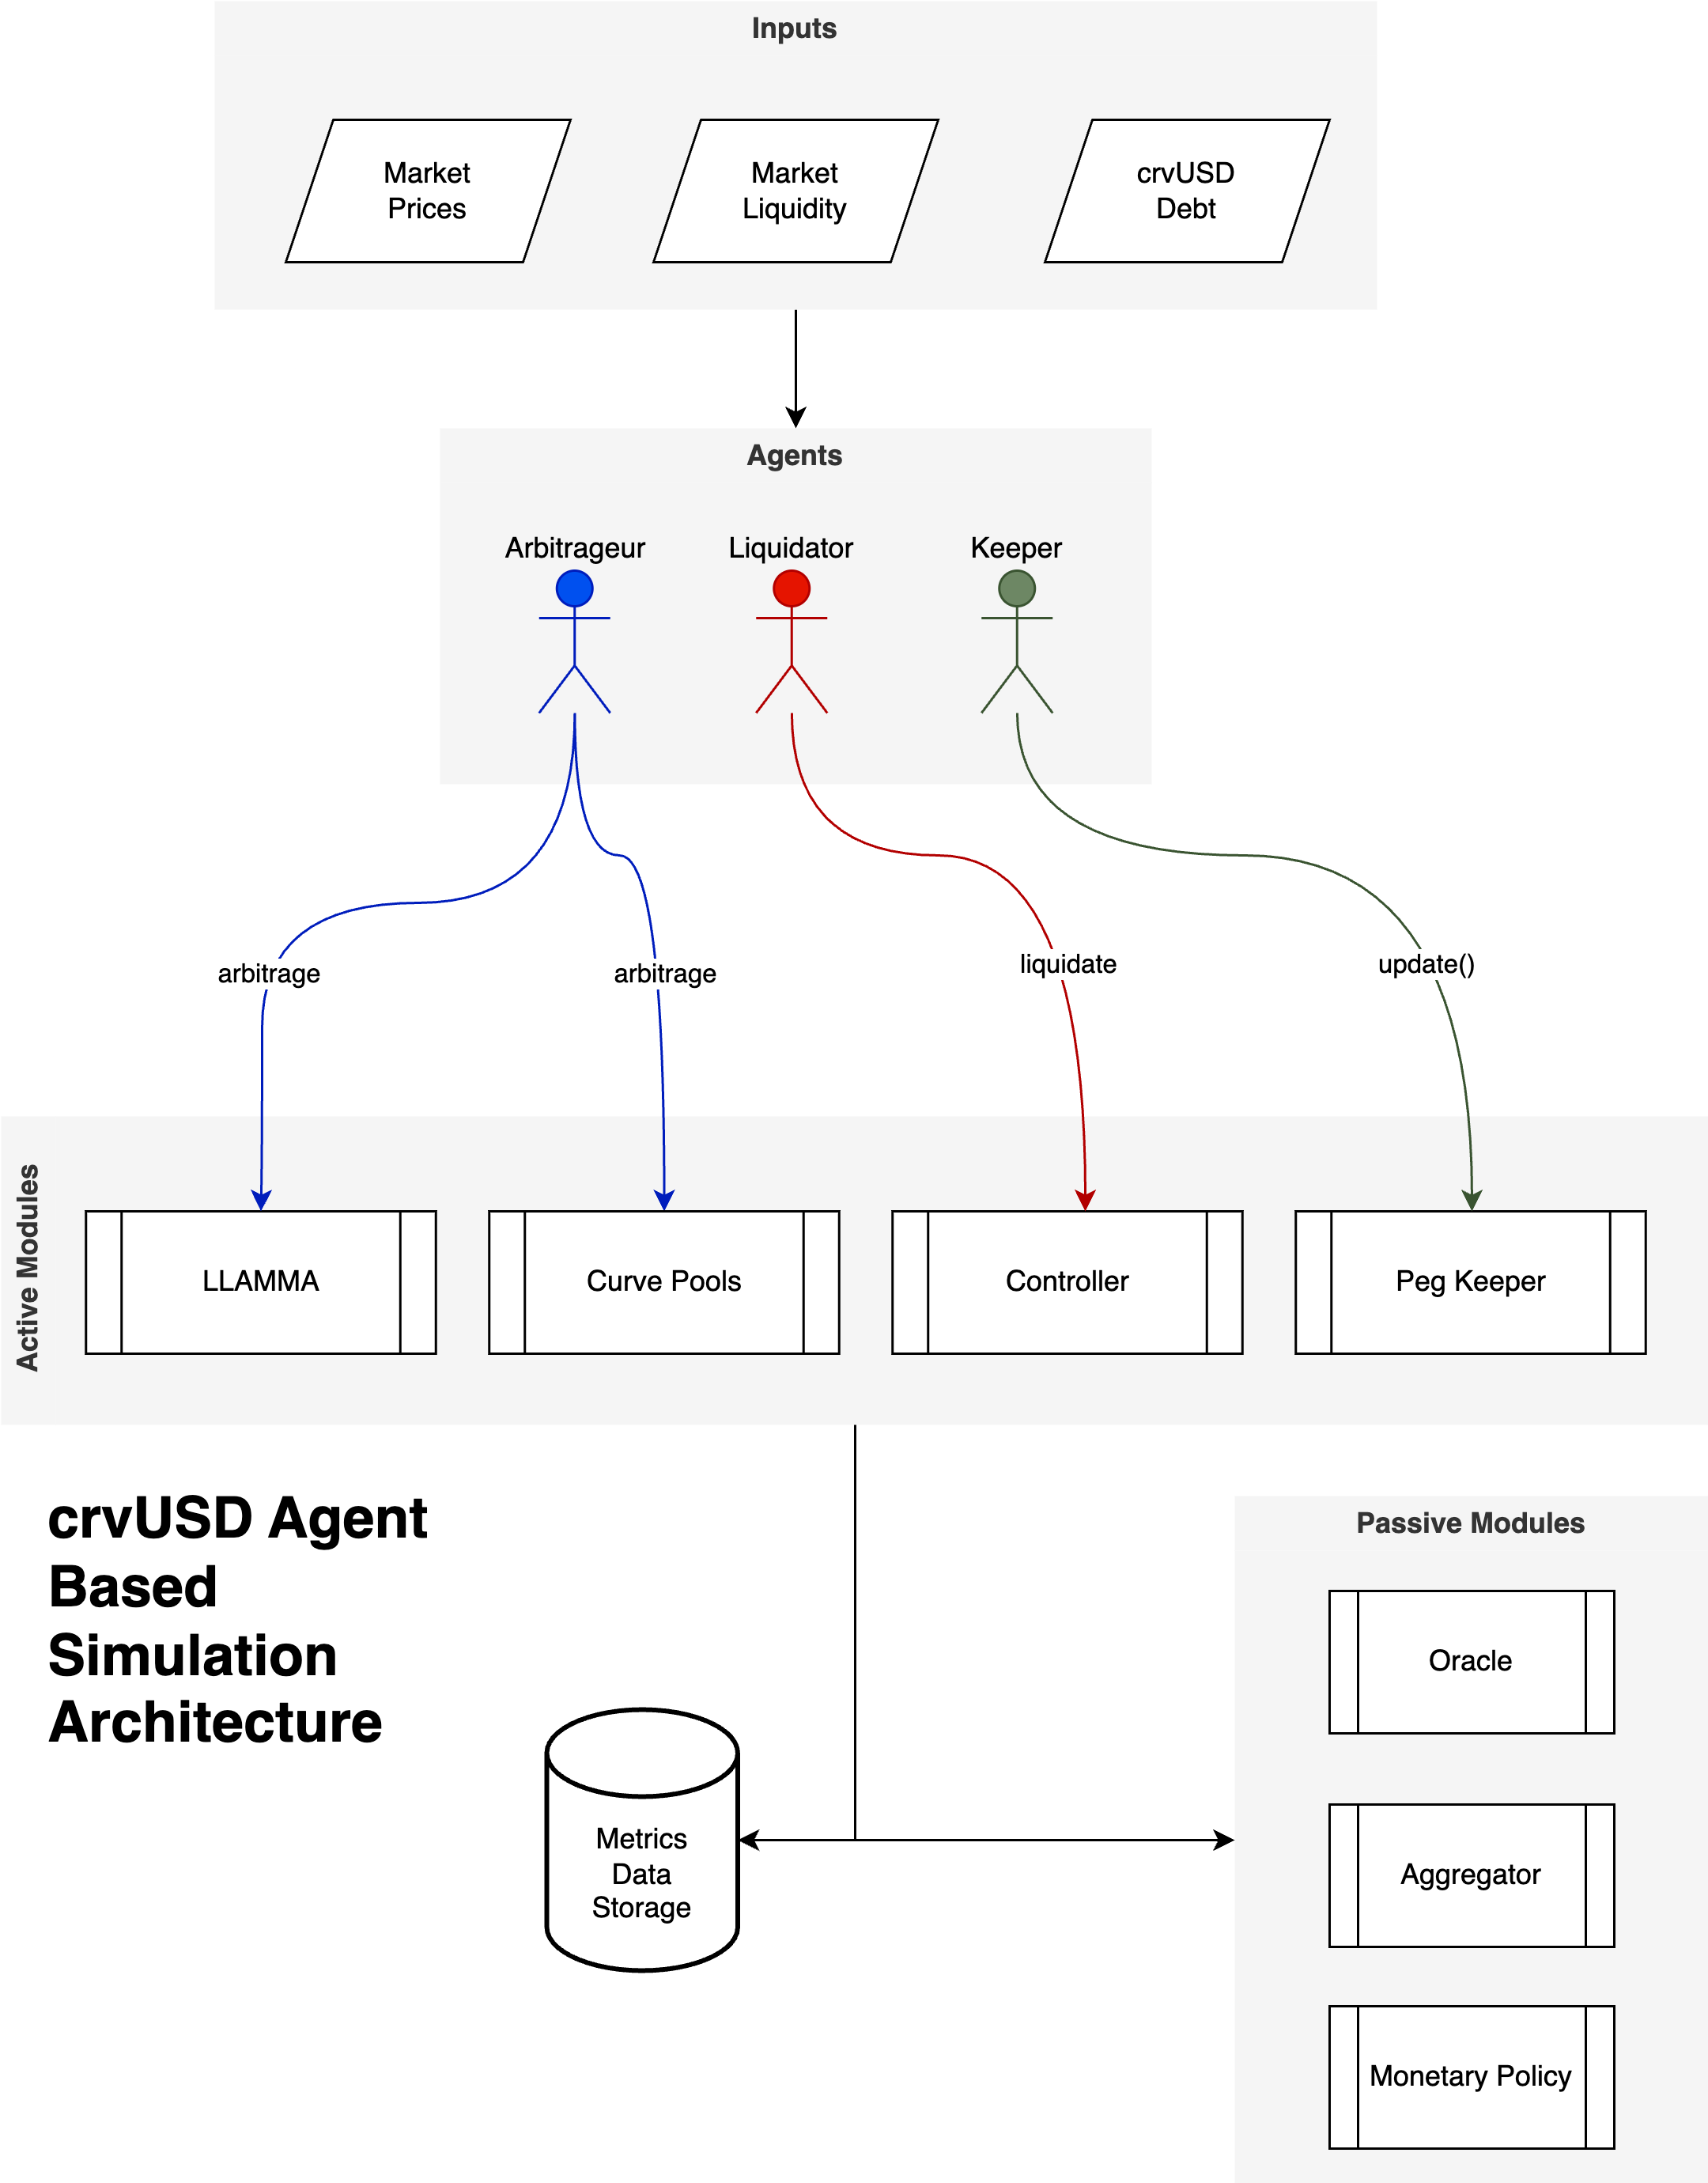 Inputs
Market
Prices
Market
Liquidity
crvUSD
Debt
Agents
Arbitrageur
Liquidator
Keeper
arbitrage
arbitrage
liquidate
update()
Active Modules
LLAMMA
Curve Pools
Controller
Peg Keeper
crvUSD Agent
Based
Simulation
Architecture
Metrics
Data
Storage
Passive Modules
Oracle
Aggregator
Monetary Policy